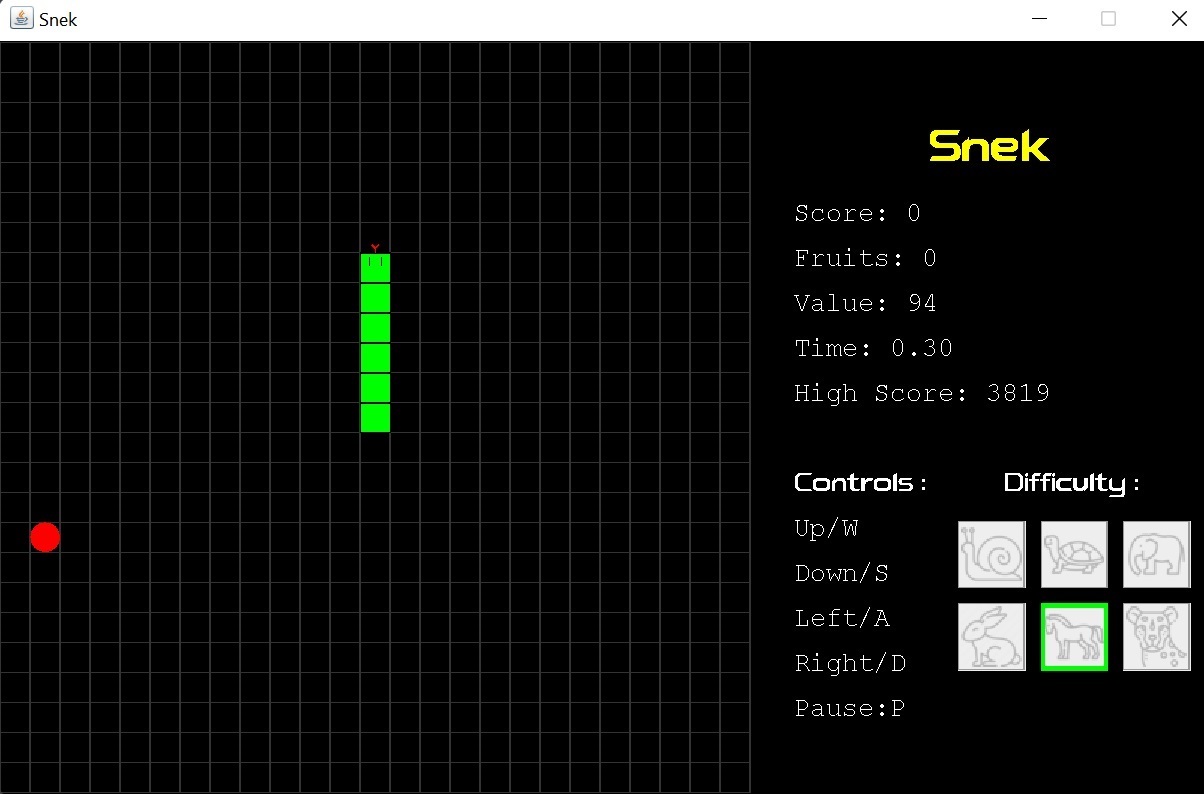 Snek
Snek
Score: 0
Fruits: 0
Value: 94
Time: 0.30
High Score: 3819
Controls :
Difficulty :
Up/W
Down/S
Left/A
Right/D
Pause:P